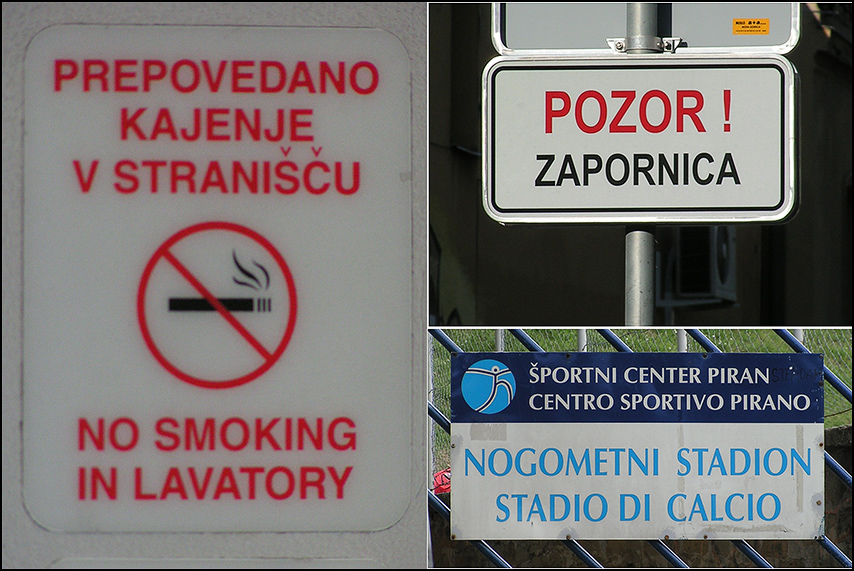 PREPOVEDANO
KAJENJE
V STRANIŠČU
NO SMOKING
IN LAVATORY
POZOR !
ZAPORNICA
ŠPORTNI CENTER PIRAN
CENTRO SPORTIVO PIRANO
NOGOMETNI STADION
STADIO DI CALCIO